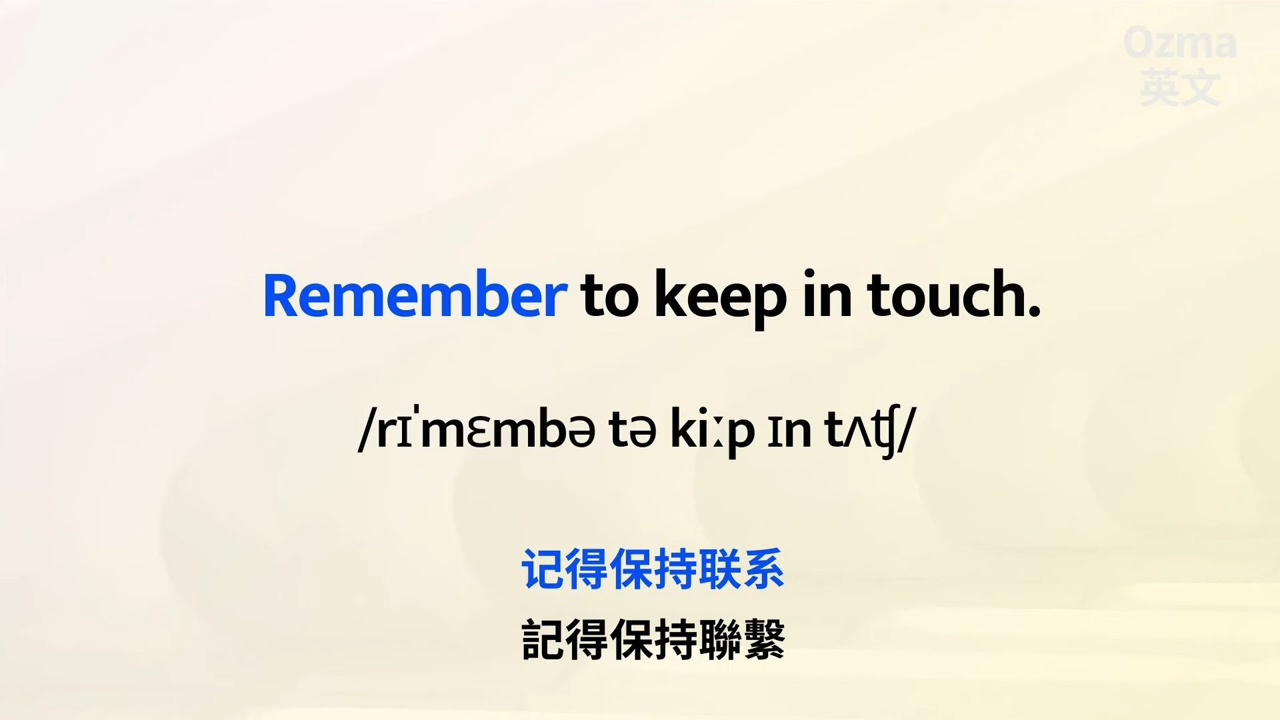 Ozma
英文
Remember to keep in touch.
/rɪˈmɛmbə tə kiːp ɪn tʌʧ/
记得保持联系
記得保持聯繫